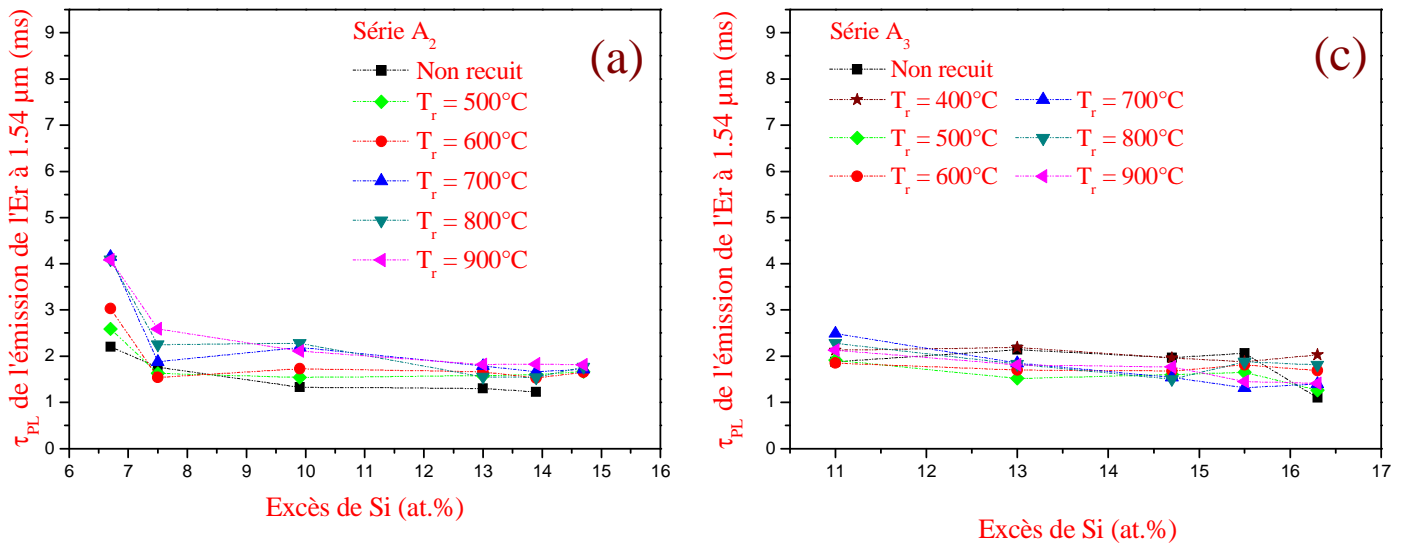 τPL de l'émission de l'Er à 1.54 µm (ms)
9
8
7
6
5
4
3
2
1
0
Série A2
(a)
Non recuit
Tr = 500°C
Tr = 600°C
Tr = 700°C
Tr = 800°C
Tr = 900°C
6 7 8 9 10 11 12 13 14 15 16
Excès de Si (at.%)
τPL de l'émission de l'Er à 1.54 µm (ms)
9
8
7
6
5
4
3
2
1
0
Série A3
(c)
Non recuit
Tr = 400°C Tr = 700°C
Tr = 500°C Tr = 800°C
Tr = 600°C Tr = 900°C
11 12 13 14 15 16 17
Excès de Si (at.%)